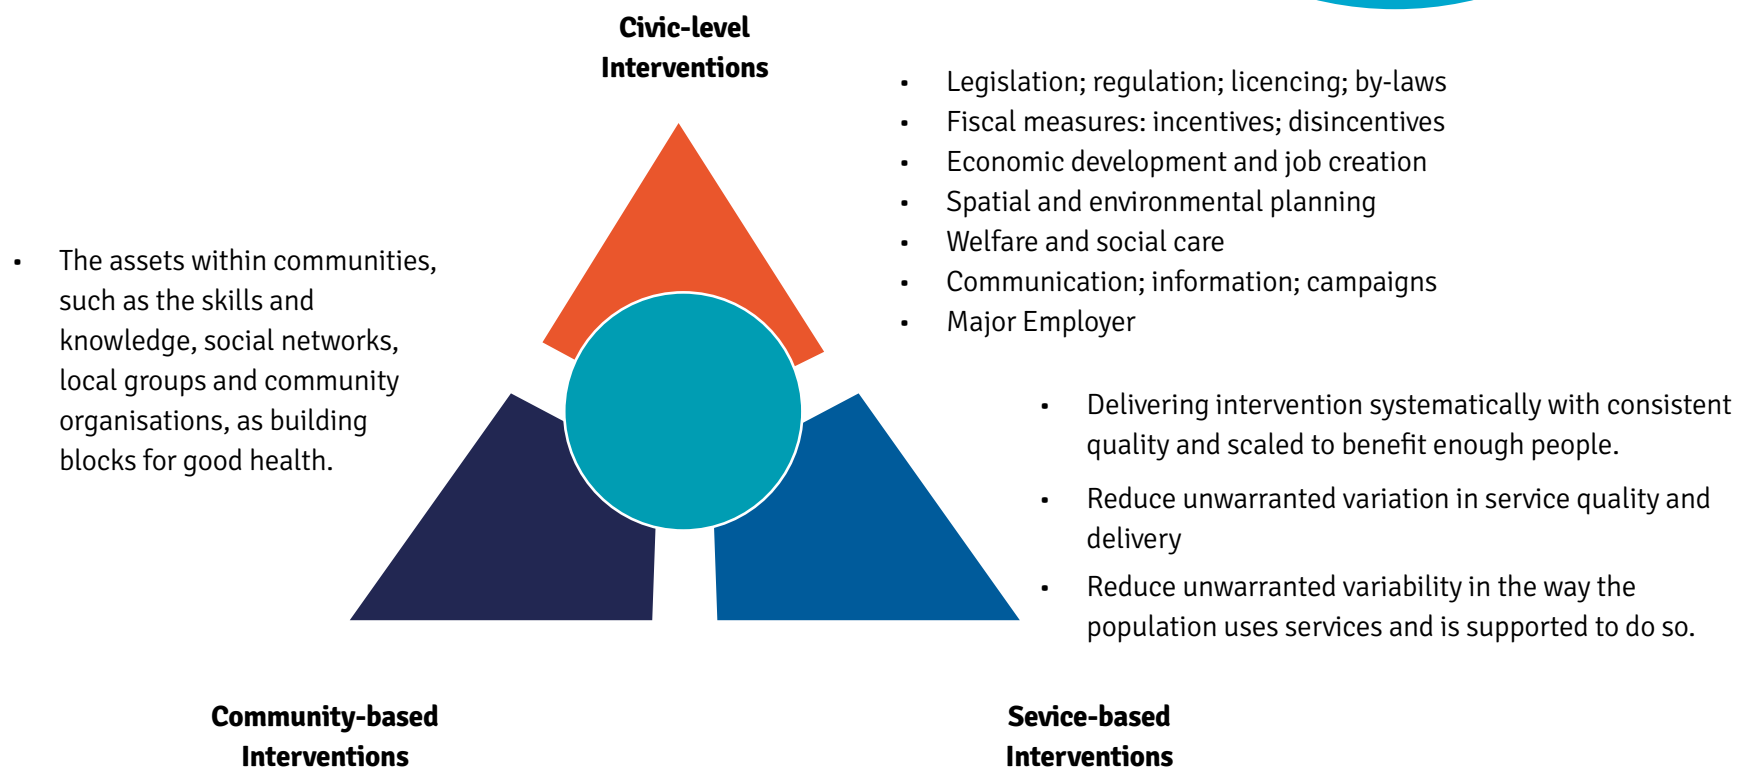 Civic-level
Interventions
• Legislation; regulation; licencing; by-laws
• Fiscal measures: incentives; disincentives
• Economic development and job creation
• Spatial and environmental planning
• Welfare and social care
• Communication; information; campaigns
• Major Employer
• The assets within communities,
such as the skills and
knowledge, social networks,
local groups and community
organisations, as building
blocks for good health.
• Delivering intervention systematically with consistent
quality and scaled to benefit enough people.
• Reduce unwarranted variation in service quality and
delivery
• Reduce unwarranted variability in the way the
population uses services and is supported to do so.
Community-based
Interventions
Sevice-based
Interventions